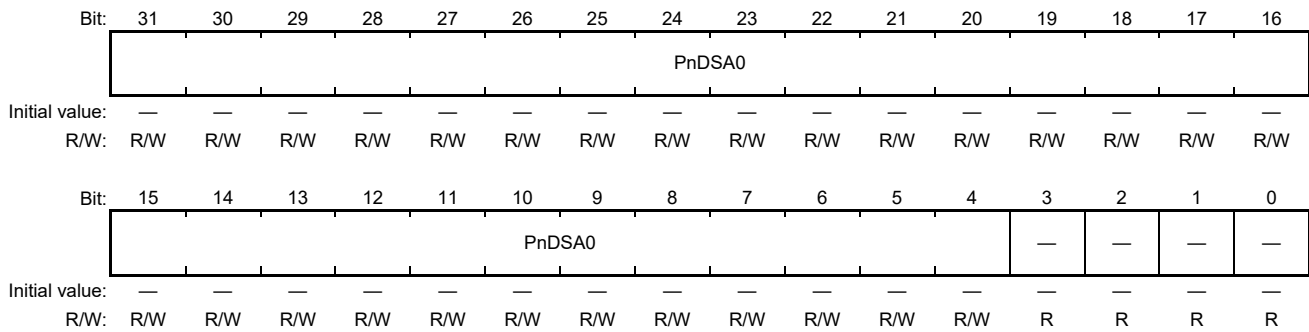 Bit: 31 30 29 28 27 26 25 24 23 22 21 20 19 18 17 16
PnDSA0
Initial value: — — — — — — — — — — — — — — — —
R/W: R/W R/W R/W R/W R/W R/W R/W R/W R/W R/W R/W R/W R/W R/W R/W R/W
Bit: 15 14 13 12 11 10 9 8 7 6 5 4 3 2 1 0
PnDSA0 — — — —
Initial value: — — — — — — — — — — — — — — — —
R/W: R/W R/W R/W R/W R/W R/W R/W R/W R/W R/W R/W R/W R R R R